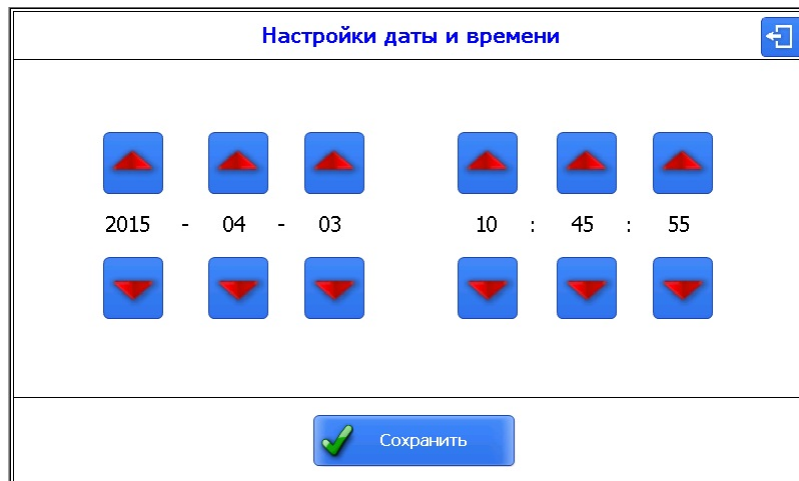 Настройки даты и времени
2015 - 04 - 03 10 : 45 : 55
Сохранить